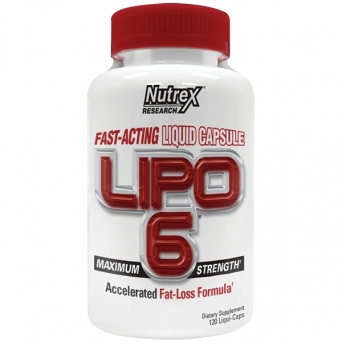 Nutrex
RESEARCH
FAST-ACTING LIQUID CAPSULE
LIPO
6
MAXIMUM STRENGTH†
Accelerated Fat-Loss Formula†
Dietary Supplement
120 Liqui-Caps